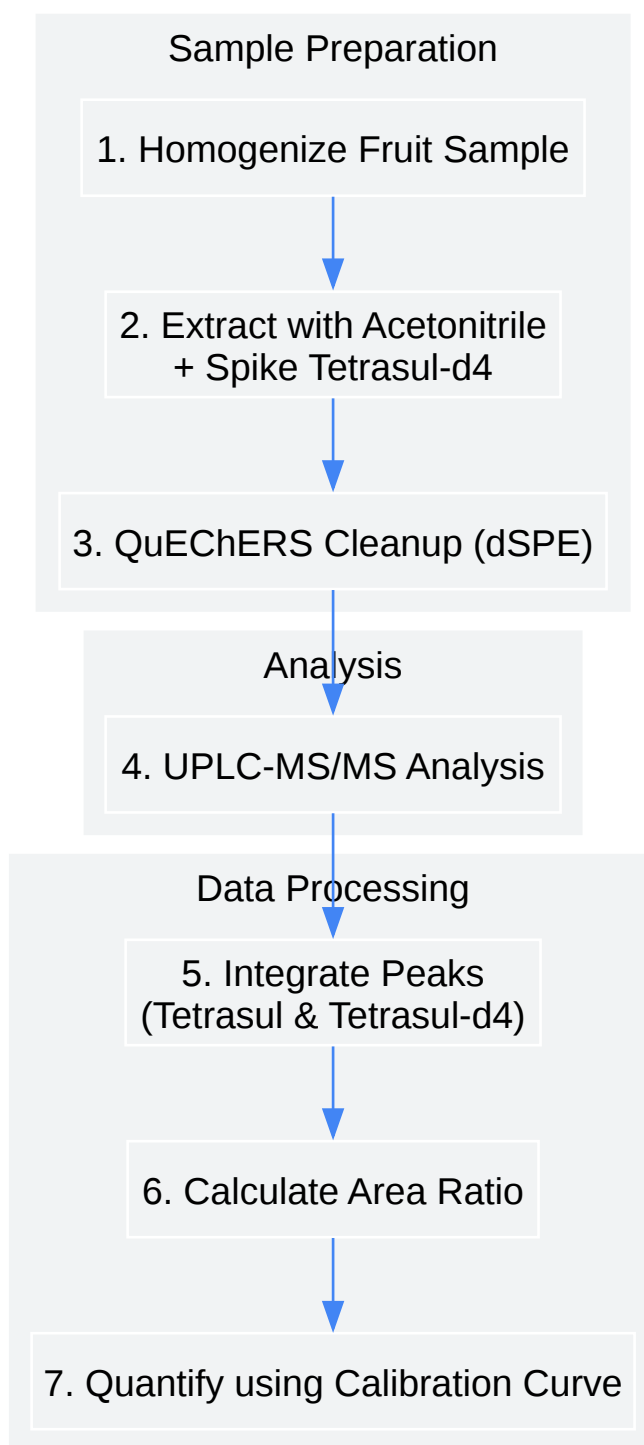 Sample Preparation
1. Homogenize Fruit Sample
2. Extract with Acetonitrile
+ Spike Tetrasul-d4
3. QuEChERS Cleanup (dSPE)
Analysis
4. UPLC-MS/MS Analysis
Data Processing
5. Integrate Peaks
(Tetrasul & Tetrasul-d4)
6. Calculate Area Ratio
7. Quantify using Calibration Curve